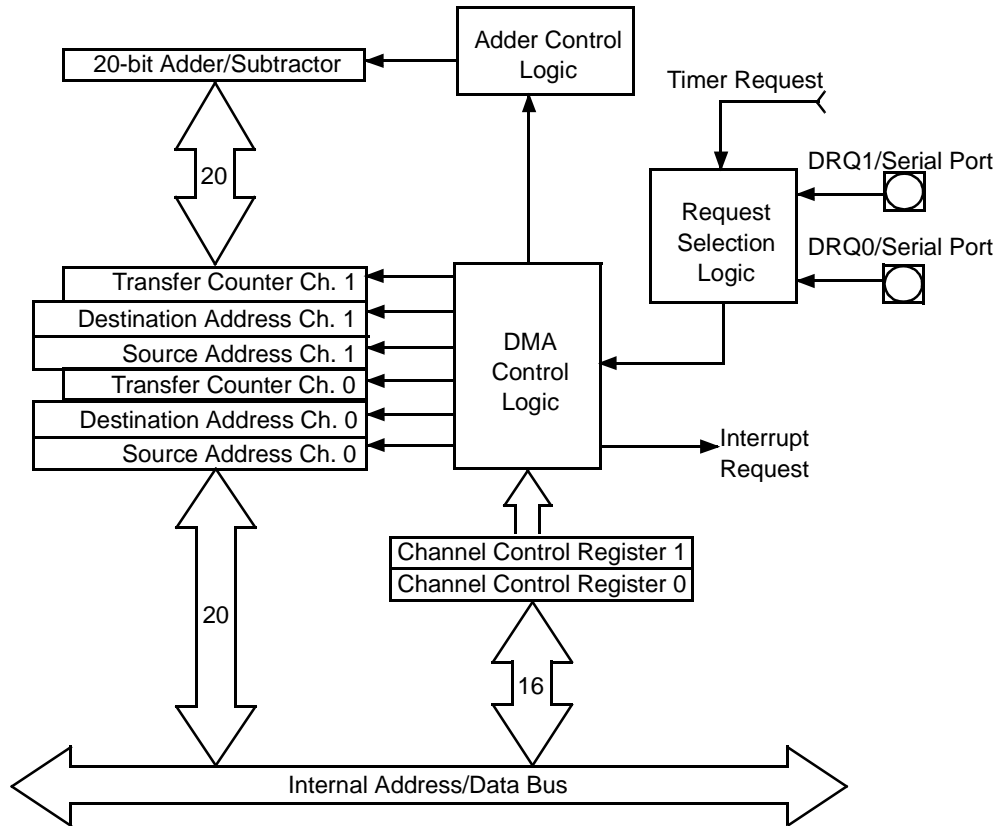 Adder Control
Logic
20-bit Adder/Subtractor
Timer Request
20
DRQ1/Serial Port
Request
Selection
Logic
DRQ0/Serial Port
Transfer Counter Ch. 1
Destination Address Ch. 1
Source Address Ch. 1
Transfer Counter Ch. 0
Destination Address Ch. 0
Source Address Ch. 0
DMA
Control
Logic
Interrupt
Request
Channel Control Register 1
Channel Control Register 0
20
16
Internal Address/Data Bus